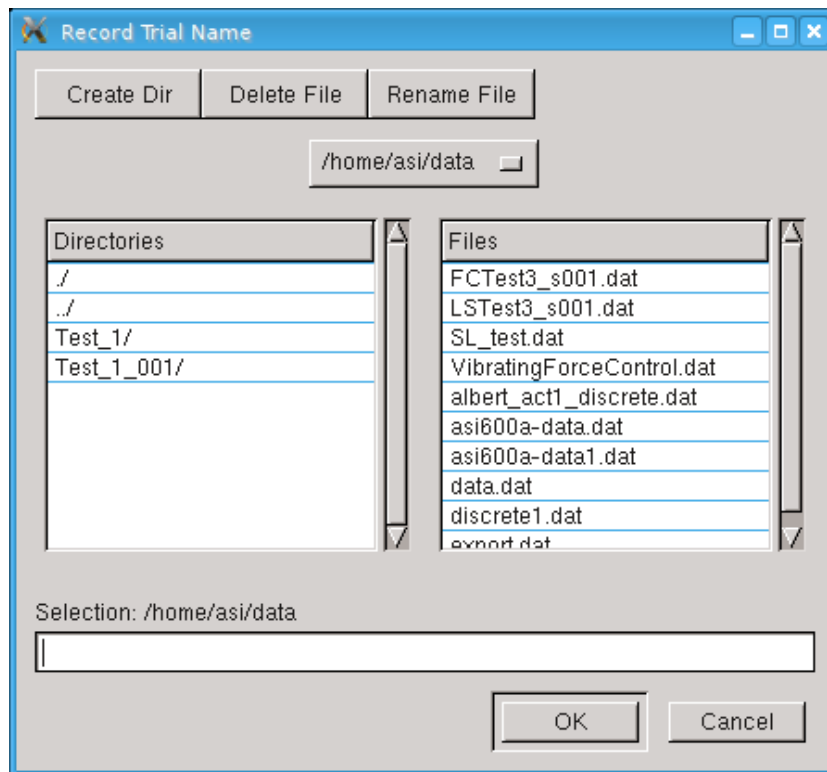 Record Trial Name
Create Dir Delete File Rename File
/home/asi/data
Directories
./
../
Test_1/
Test_1_001/
Files
FCTest3_s001.dat
LSTest3_s001.dat
SL_test.dat
VibratingForceControl.dat
albert_act1_discrete.dat
asi600a-data.dat
asi600a-data1.dat
data.dat
discrete1.dat
export.dat
Selection: /home/asi/data
OK Cancel